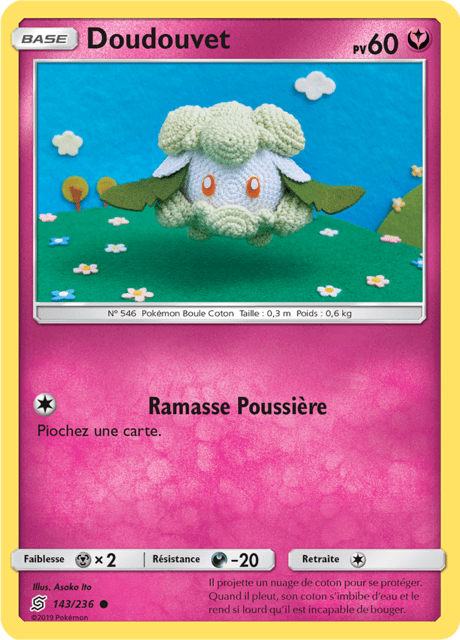 BASE Doudouvet PV60
N° 546 Pokémon Boule Coton Taille : 0,3 m Poids : 0,6 kg
Ramasse Poussière
Piochez une carte.
Faiblesse ×2 Résistance -20 Retraite
Illus. Asako Ito
143/236
©2019 Pokémon
Il projette un nuage de coton pour se protéger.
Quand il pleut, son coton s'imbibe d'eau et le
rend si lourd qu'il est incapable de bouger.